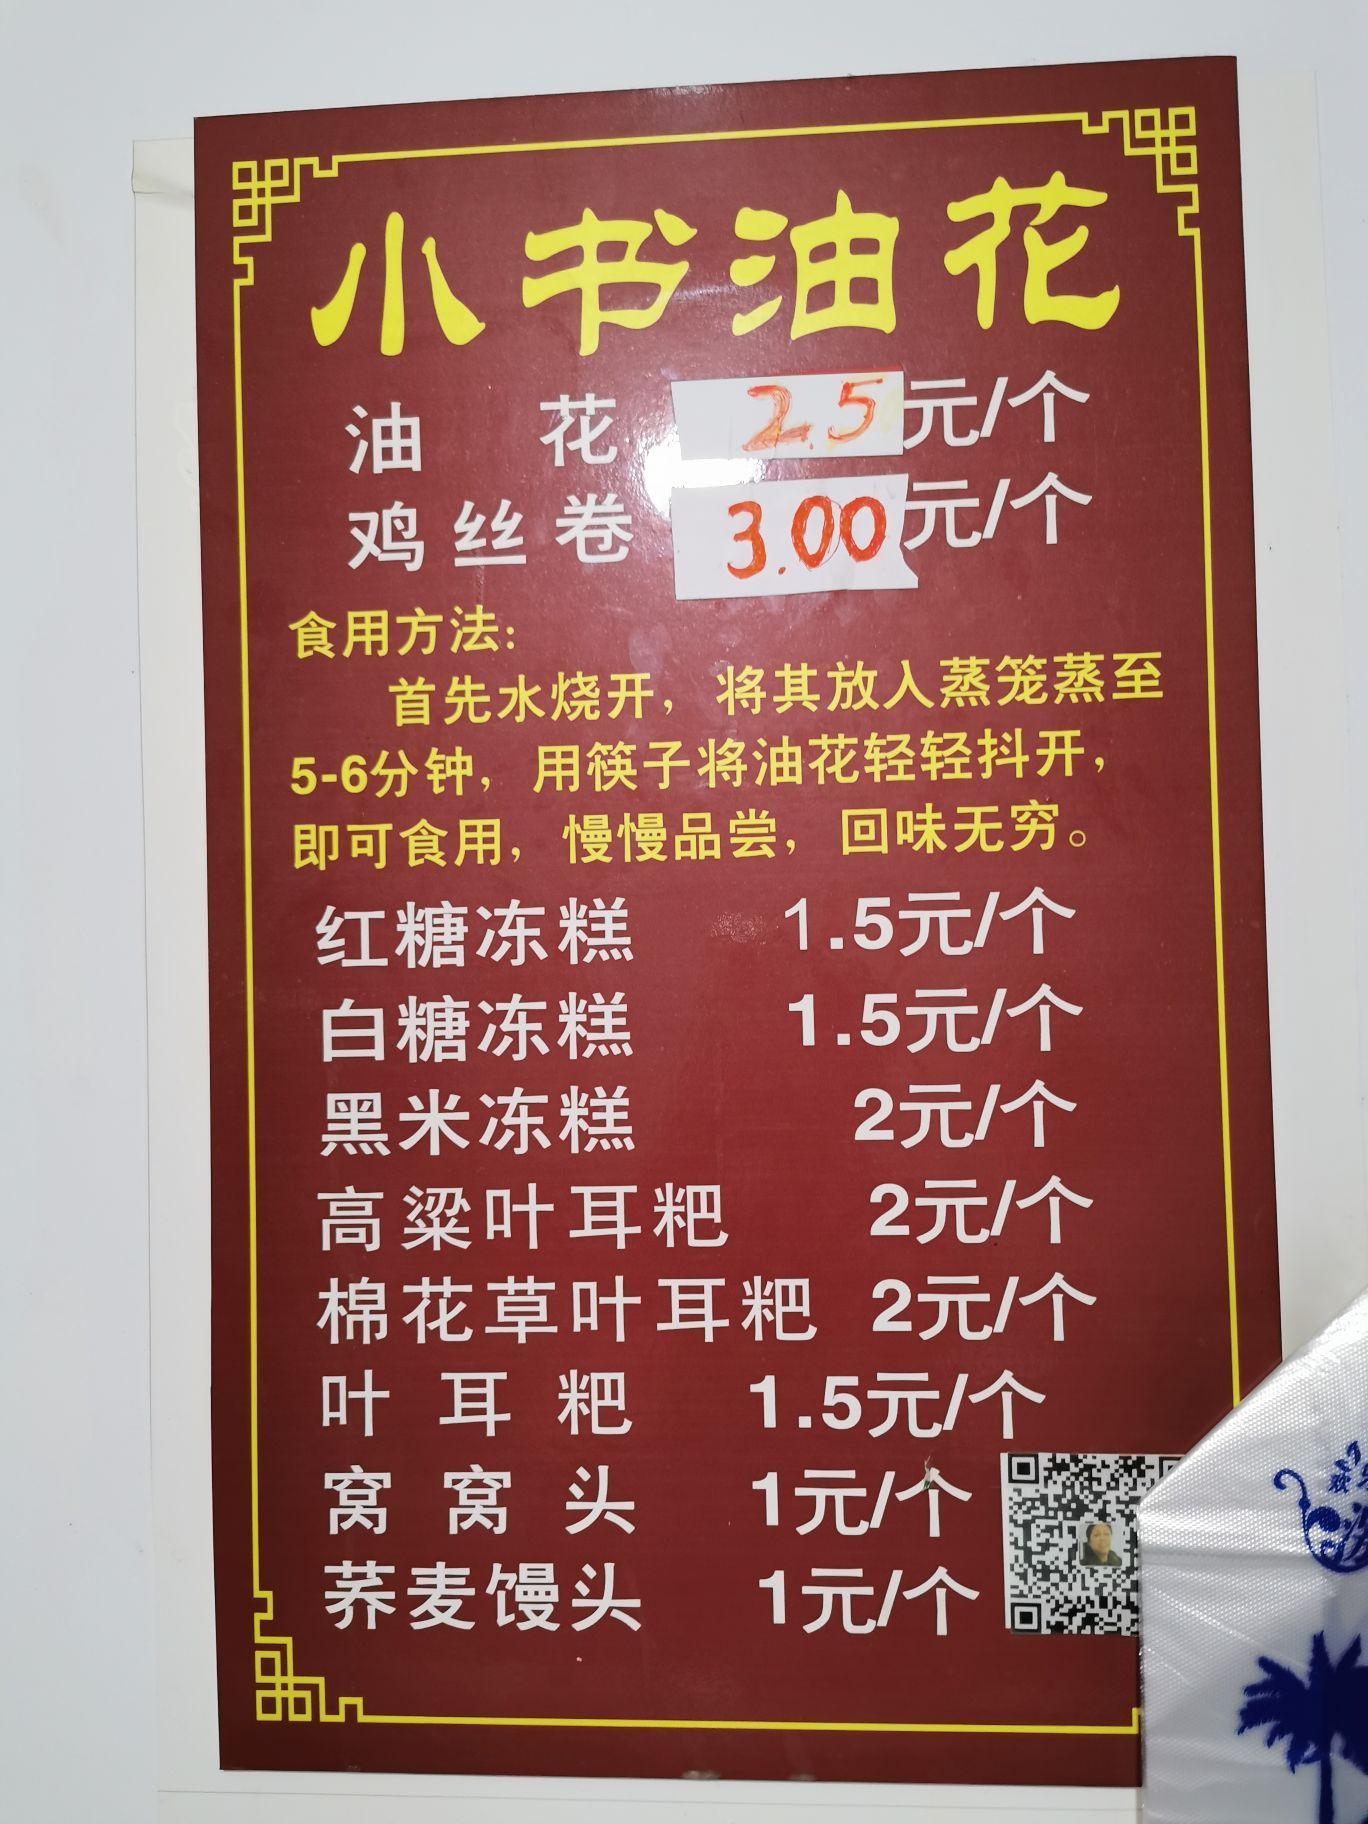 小书油花
油花 2.5元/个
鸡丝卷 3.00元/个
食用方法:
首先水烧开，将其放入蒸笼蒸至
5-6分钟，用筷子将油花轻轻抖开，
即可食用，慢慢品尝，回味无穷。
红糖冻糕 1.5元/个
白糖冻糕 1.5元/个
黑米冻糕 2元/个
高粱叶耳粑 2元/个
棉花草叶耳粑 2元/个
叶耳粑 1.5元/个
窝窝头 1元/个
荞麦馒头 1元/个